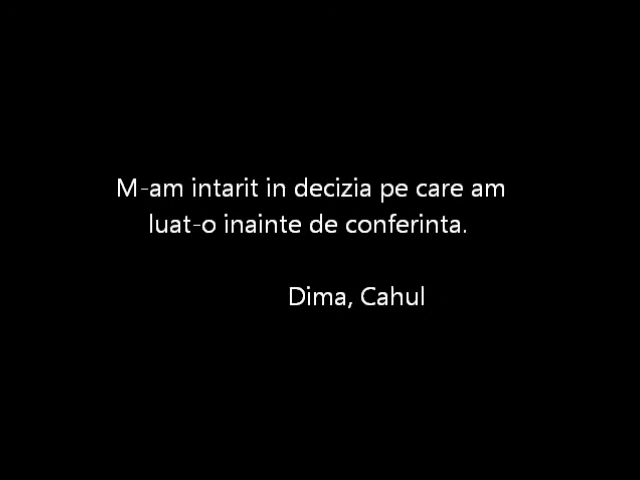 M-am intarit in decizia pe care am
luat-o inainte de conferinta.
Dima, Cahul